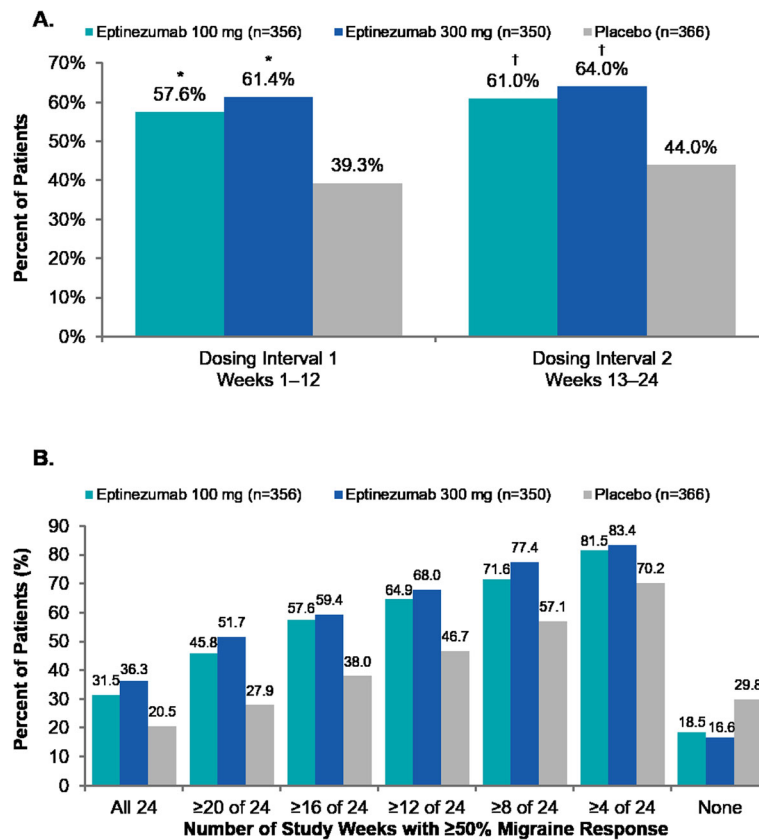 A.
Eptinezumab 100 mg (n=356) Eptinezumab 300 mg (n=350) Placebo (n=366)
Percent of Patients
70%
60%
50%
40%
30%
20%
10%
0%
* * † †
57.6% 61.4% 39.3% 61.0% 64.0% 44.0%
Dosing Interval 1 Dosing Interval 2
Weeks 1–12 Weeks 13–24
B.
Eptinezumab 100 mg (n=356) Eptinezumab 300 mg (n=350) Placebo (n=366)
Percent of Patients (%)
90
80
70
60
50
40
30
20
10
0
31.5 36.3 20.5 45.8 51.7 27.9 57.6 59.4 38.0 64.9 68.0 46.7 71.6 77.4 57.1 81.5 83.4 70.2 18.5 16.6 29.8
All 24 ≥20 of 24 ≥16 of 24 ≥12 of 24 ≥8 of 24 ≥4 of 24 None
Number of Study Weeks with ≥50% Migraine Response